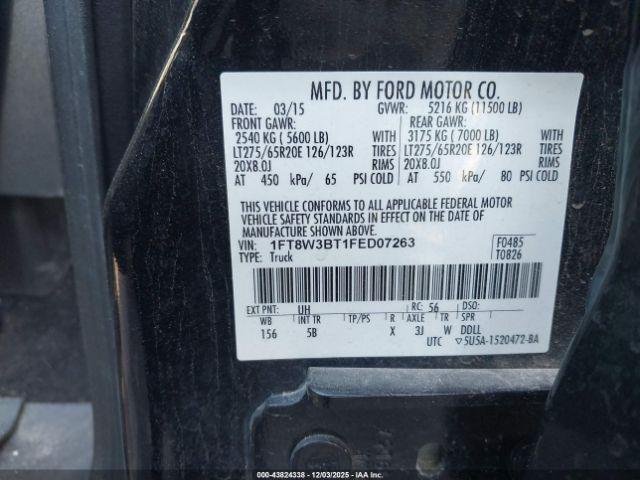 MFD. BY FORD MOTOR CO.
DATE: 03/15 GVWR: 5216 KG (11500 LB)
FRONT GAWR: REAR GAWR:
2540 KG ( 5600 LB) WITH 3175 KG ( 7000 LB) WITH
LT275/65R20E 126/123R TIRES LT275/65R20E 126/123R TIRES
20X8.0J RIMS 20X8.0J RIMS
AT 450 kPa/ 65 PSI COLD AT 550 kPa/ 80 PSI COLD
THIS VEHICLE CONFORMS TO ALL APPLICABLE FEDERAL MOTOR
VEHICLE SAFETY STANDARDS IN EFFECT ON THE DATE OF
MANUFACTURE SHOWN ABOVE.
VIN: 1FT8W3BT1FED07263 F0485
TYPE: Truck T0826
EXT PNT: UH RC: 56 DSO:
WB INT TR TP/PS R AXLE TR SPR
156 5B X 3J W DDLL
UTC ▽5U5A-1520472-BA
000-43824338 - 12/03/2025 - IAAI.com - Copyright IAA, Inc.